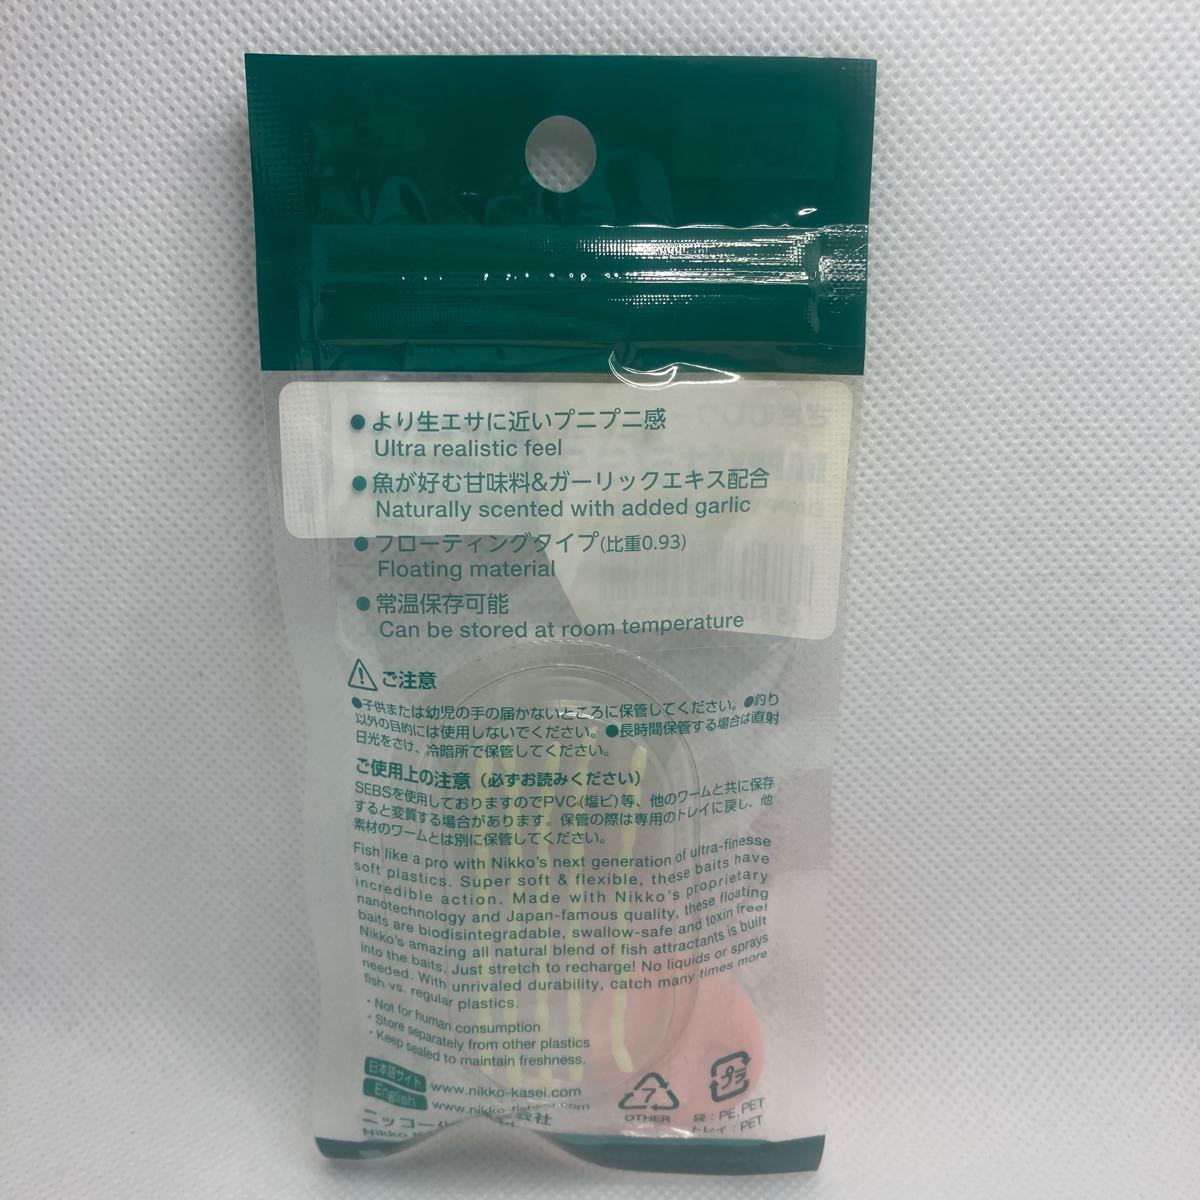 ●より生エサに近いプニプニ感
Ultra realistic feel
●魚が好む甘味料&ガーリックエキス配合
Naturally scented with added garlic
●フローティングタイプ(比重0.93)
Floating material
●常温保存可能
Can be stored at room temperature
ご注意
●子供または幼児の手の届かないところに保管してください。●釣り
以外の目的には使用しないでください。●長時間保管する場合は直射
日光をさけ、冷暗所で保管してください。
ご使用上の注意(必ずお読みください)
SEBSを使用しておりますのでPVC(塩ビ)等、他のワームと共に保存
すると変質する場合があります。保管の際は専用のトレイに戻し、他
素材のワームとは別に保管してください。
Fish like a pro with Nikko's next generation of ultra-finesse
soft plastics. Super soft & flexible, these baits have
incredible action. Made with Nikko's proprietary
nanotechnology and Japan-famous quality, these floating
baits are biodisintegradable, swallow-safe and toxin free!
Nikko's amazing all natural blend of fish attractants is built
into the baits. Just stretch to recharge! No liquids or sprays
needed. With unrivaled durability, catch many times more
fish vs. regular plastics.
・Not for human consumption
・Store separately from other plastics
・Keep sealed to maintain freshness.
日本語サイト www.nikko-kasei.com
English
ニッコー
Nikko
7
OTHER
プラ
袋：PE,PET
トレイ：PET